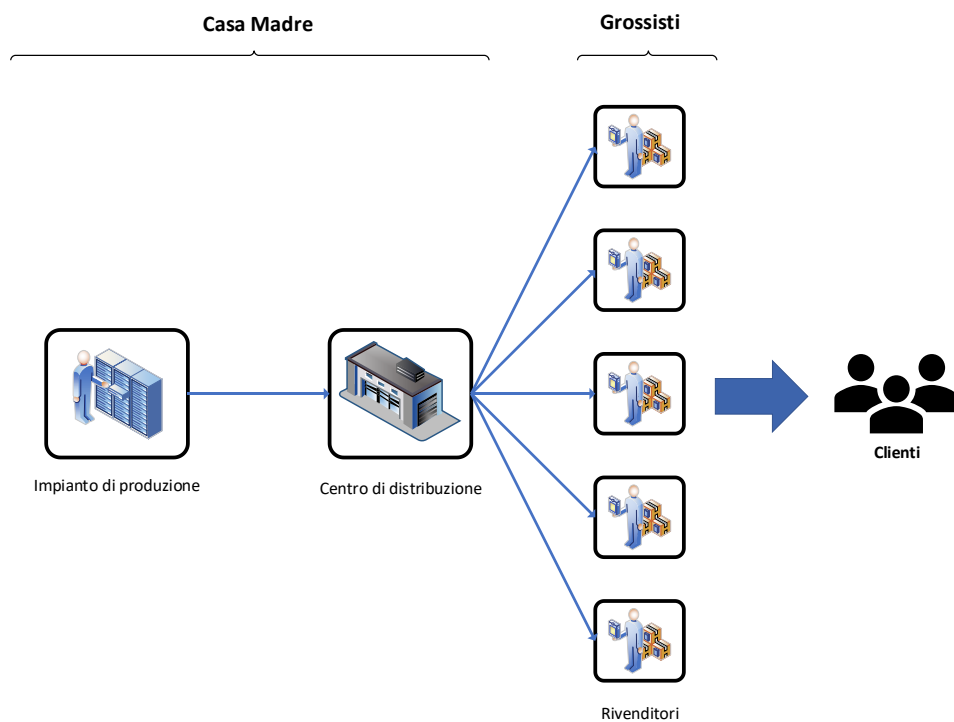 Casa Madre
Grossisti
Impianto di produzione
Centro di distribuzione
Clienti
Rivenditori